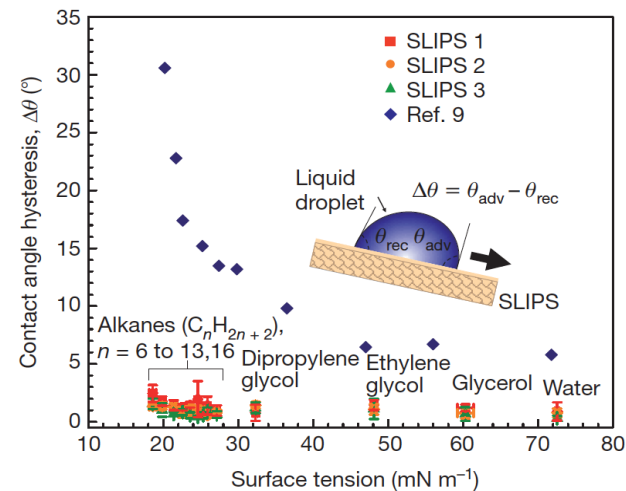 35
30
25
20
15
10
5
0
Contact angle hysteresis, Δθ (°)
SLIPS 1
SLIPS 2
SLIPS 3
Ref. 9
Liquid
droplet
Δθ = θadv – θrec
θrec θadv
SLIPS
Alkanes (CnH2n + 2),
n = 6 to 13,16
Dipropylene
glycol
Ethylene
glycol
Glycerol
Water
10 20 30 40 50 60 70 80
Surface tension (mN m–1)